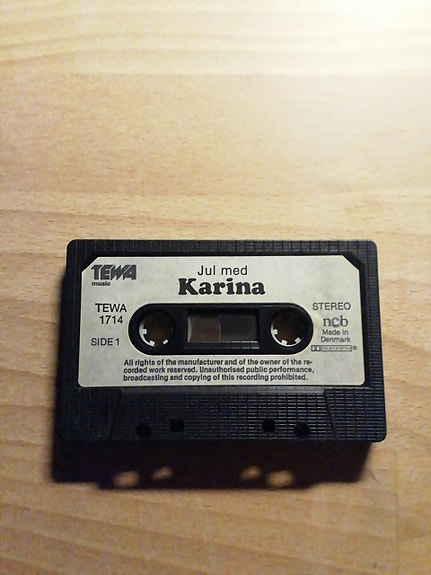 TEWA
music
Jul med
Karina
TEWA
1714
SIDE 1
STEREO
ncb
Made in
Denmark
All rights of the manufacturer and of the owner of the re-
corded work reserved. Unauthorised public performance,
broadcasting and copying of this recording prohibited.